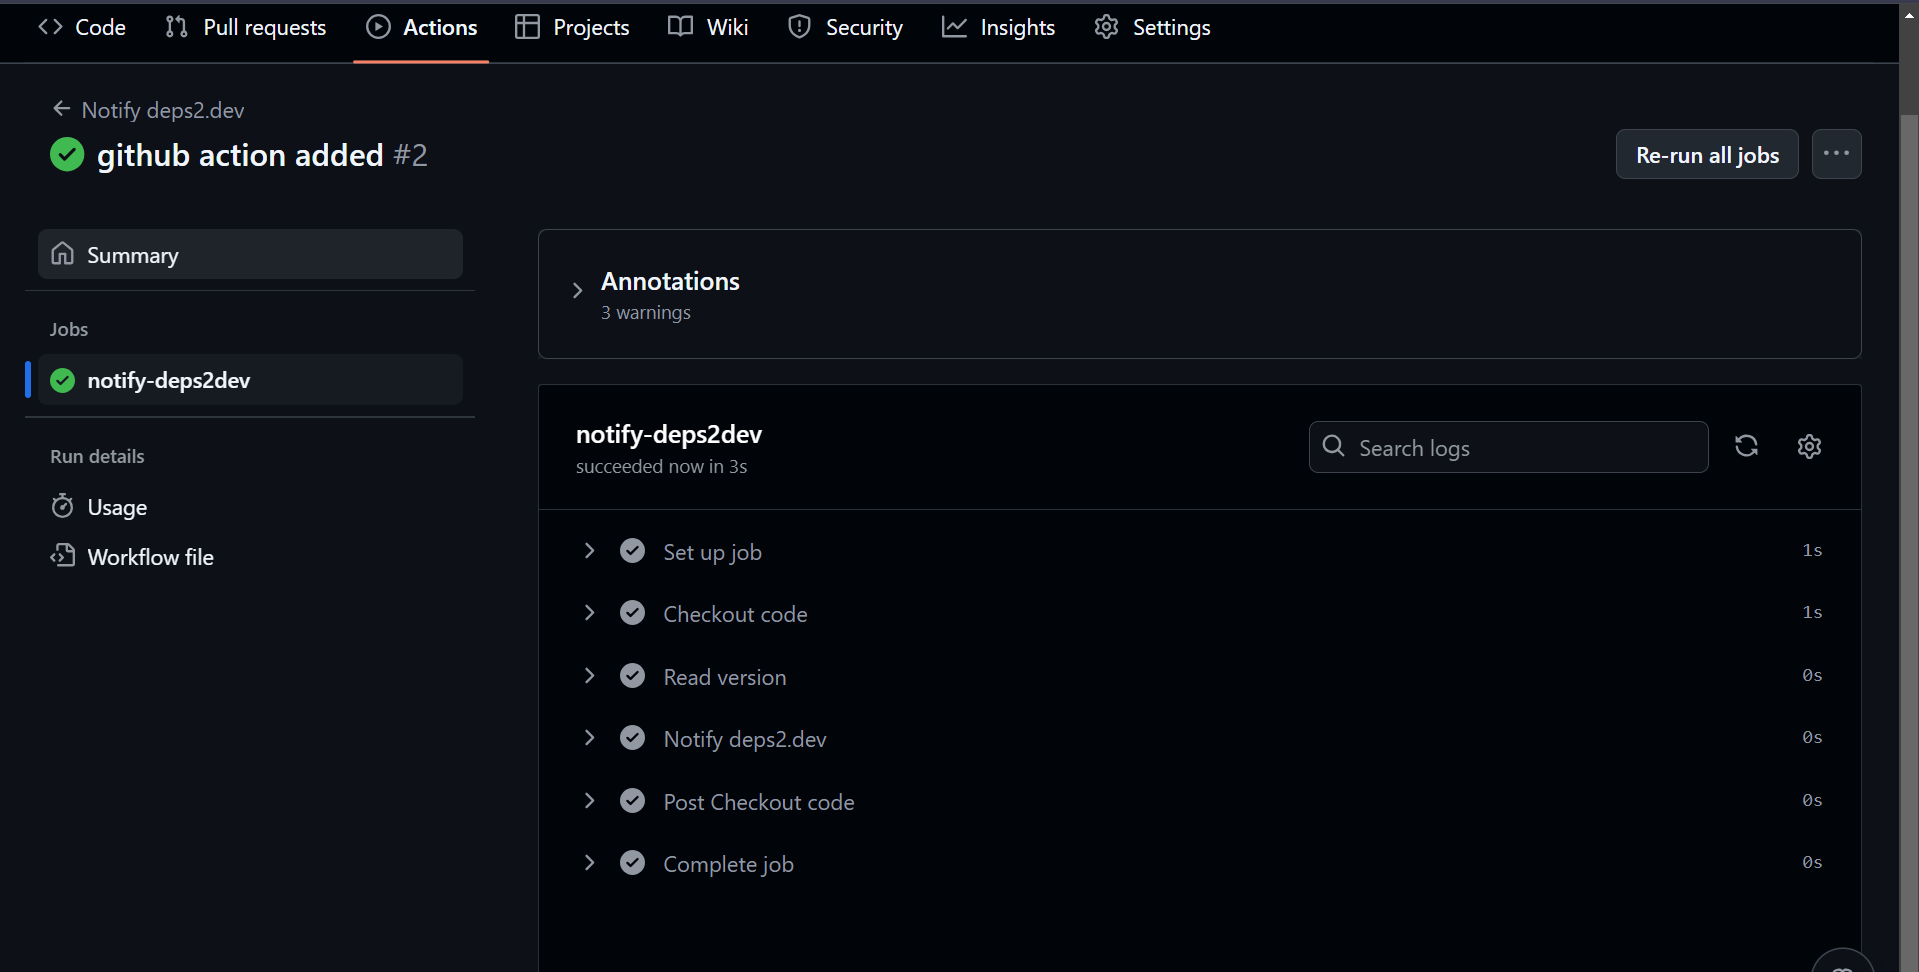 Code Pull requests Actions Projects Wiki Security Insights Settings
Notify deps2.dev
github action added #2
Re-run all jobs
Summary
Jobs
notify-deps2dev
Run details
Usage
Workflow file
Annotations
3 warnings
notify-deps2dev
succeeded now in 3s
Search logs
Set up job 1s
Checkout code 1s
Read version 0s
Notify deps2.dev 0s
Post Checkout code 0s
Complete job 0s